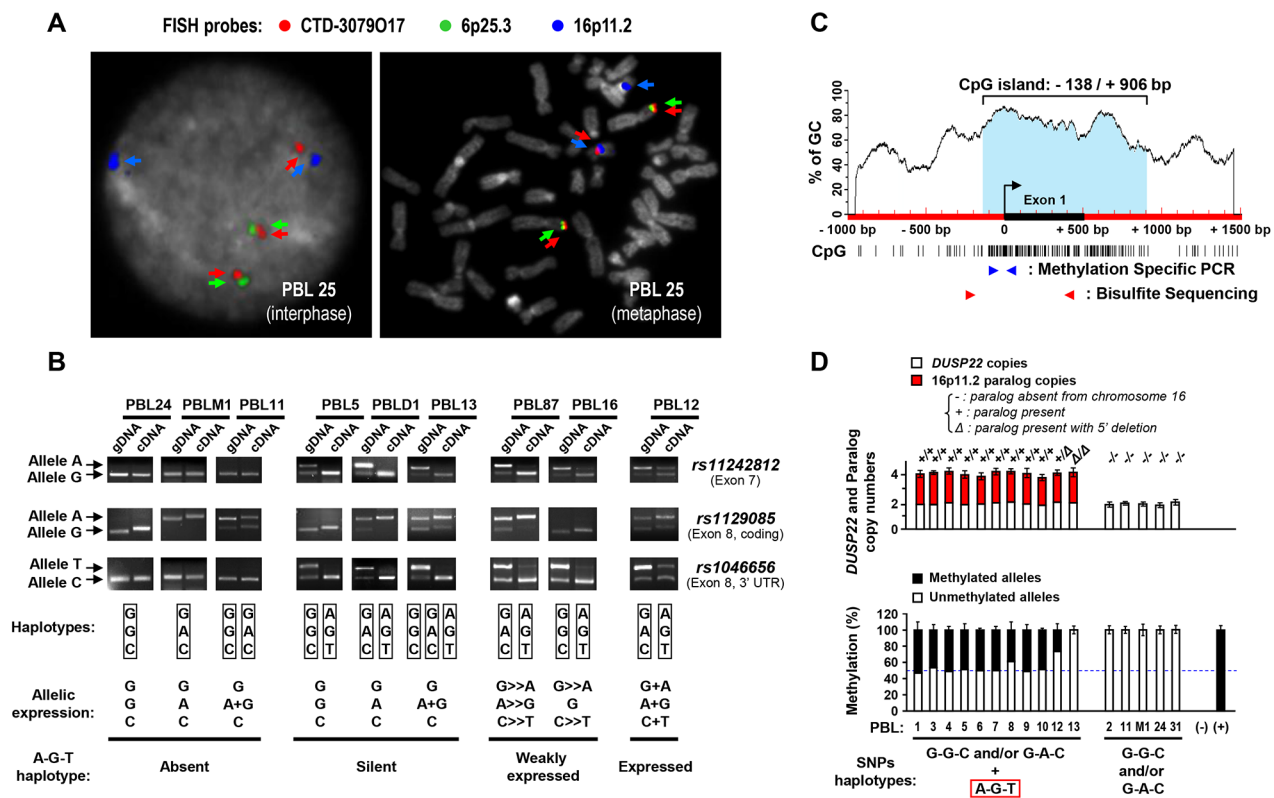 A
FISH probes: CTD-3079O17 6p25.3 16p11.2
PBL 25
(interphase)
PBL 25
(metaphase)
B
PBL24 PBLM1 PBL11 PBL5 PBLD1 PBL13 PBL87 PBL16 PBL12
gDNA cDNA gDNA cDNA gDNA cDNA gDNA cDNA gDNA cDNA gDNA cDNA gDNA cDNA gDNA cDNA gDNA cDNA
Allele A
Allele G
rs11242812
(Exon 7)
Allele A
Allele G
rs1129085
(Exon 8, coding)
Allele T
Allele C
rs1046656
(Exon 8, 3' UTR)
Haplotypes:
G G G G G A G A G G A G A G A G A
G A G A G G A G G A G A G A G A G
C C C C C T C T C C T C T C T C T
Allelic expression:
G G G G G G G>>A G>>A G+A
G A A+G G A A+G A>>G G A+G
C C C C C C C>>T C>>T C+T
A-G-T
haplotype:
Absent Silent Weakly expressed Expressed
C
CpG island: - 138 / + 906 bp
% of GC
100
80
60
40
20
0
Exon 1
- 1000 bp - 500 bp 0 bp + 500 bp + 1000 bp + 1500 bp
CpG
: Methylation Specific PCR
: Bisulfite Sequencing
D
DUSP22 copies
16p11.2 paralog copies
- : paralog absent from chromosome 16
+ : paralog present
Δ : paralog present with 5' deletion
DUSP22 and Paralog copy numbers
4
2
0
+/+ +/+ +/+ +/+ +/+ +/+ +/+ +/+ +/+ +/Δ Δ/Δ -/- -/- -/- -/- -/-
Methylated alleles
Unmethylated alleles
Methylation (%)
120
100
80
60
40
20
0
PBL: 1 3 4 5 6 7 8 9 10 12 13 2 11 M1 24 31 (-) (+)
SNPs
haplotypes:
G-G-C and/or G-A-C
+
A-G-T
G-G-C
and/or
G-A-C